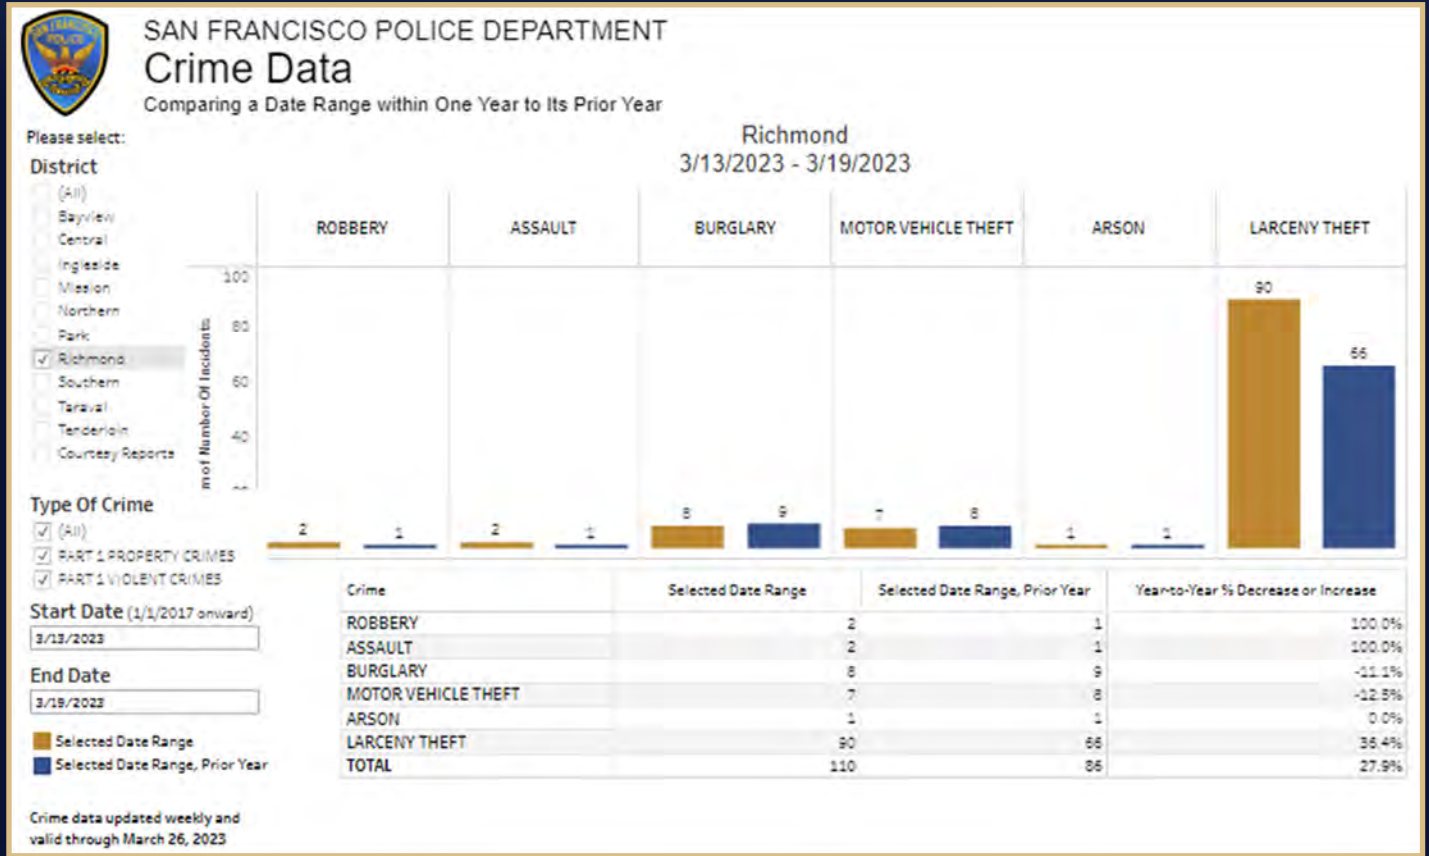 SAN FRANCISCO POLICE DEPARTMENT
Crime Data
Comparing a Date Range within One Year to Its Prior Year
Please select:
District
(All)
Bayview
Central
Ingleside
Mission
Northern
Park
Richmond
Southern
Taraval
Tenderloin
Courtesy Reports
Type Of Crime
(All)
PART 1 PROPERTY CRIMES
PART 1 VIOLENT CRIMES
Start Date (1/1/2017 onward)
3/13/2023
End Date
3/19/2023
Selected Date Range
Selected Date Range, Prior Year
Crime data updated weekly and
valid through March 26, 2023
Richmond
3/13/2023 - 3/19/2023
ROBBERY ASSAULT BURGLARY MOTOR VEHICLE THEFT ARSON LARCENY THEFT
m of Number Of Incidents
100
80
60
40
2 1 2 1 8 9 7 8 1 1 90 66
Crime Selected Date Range Selected Date Range, Prior Year Year-to-Year % Decrease or Increase
ROBBERY 2 1 100.0%
ASSAULT 2 1 100.0%
BURGLARY 8 9 -11.1%
MOTOR VEHICLE THEFT 7 8 -12.5%
ARSON 1 1 0.0%
LARCENY THEFT 90 66 36.4%
TOTAL 110 86 27.9%